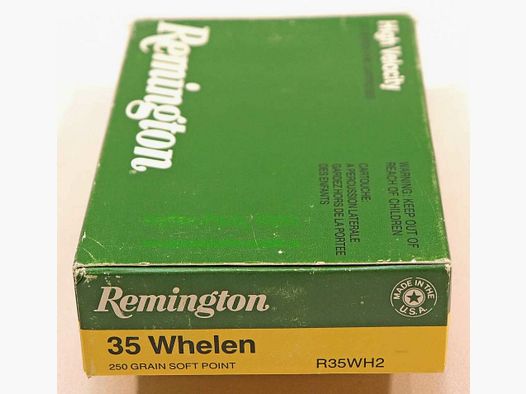 Remington
High Velocity
WARNING: KEEP OUT OF
REACH OF CHILDREN
CARTOUCHE:
A PERCUSSION LATERALE
GARDEZ HORS DE LA PORTEE
DES ENFANTS
Remington
MADE IN THE
U.S.A.
35 Whelen
250 GRAIN SOFT POINT
R35WH2